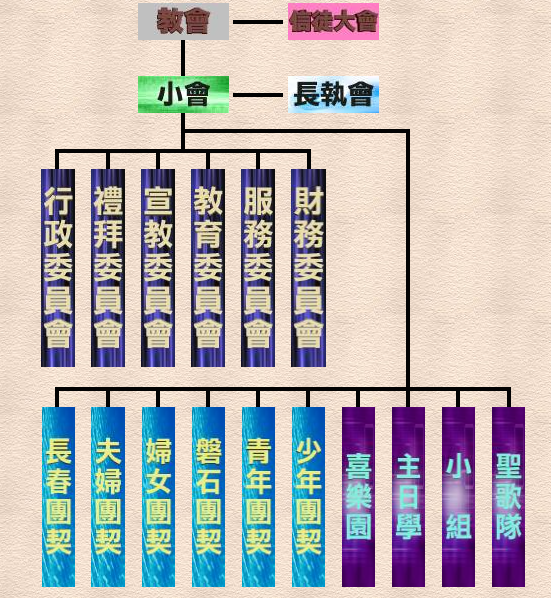 教會
信徒大會
小會
長執會
行政委員會
禮拜委員會
宣教委員會
教育委員會
服務委員會
財務委員會
長春團契
夫婦團契
婦女團契
磐石團契
青年團契
少年團契
喜樂園
主日學
小組
聖歌隊